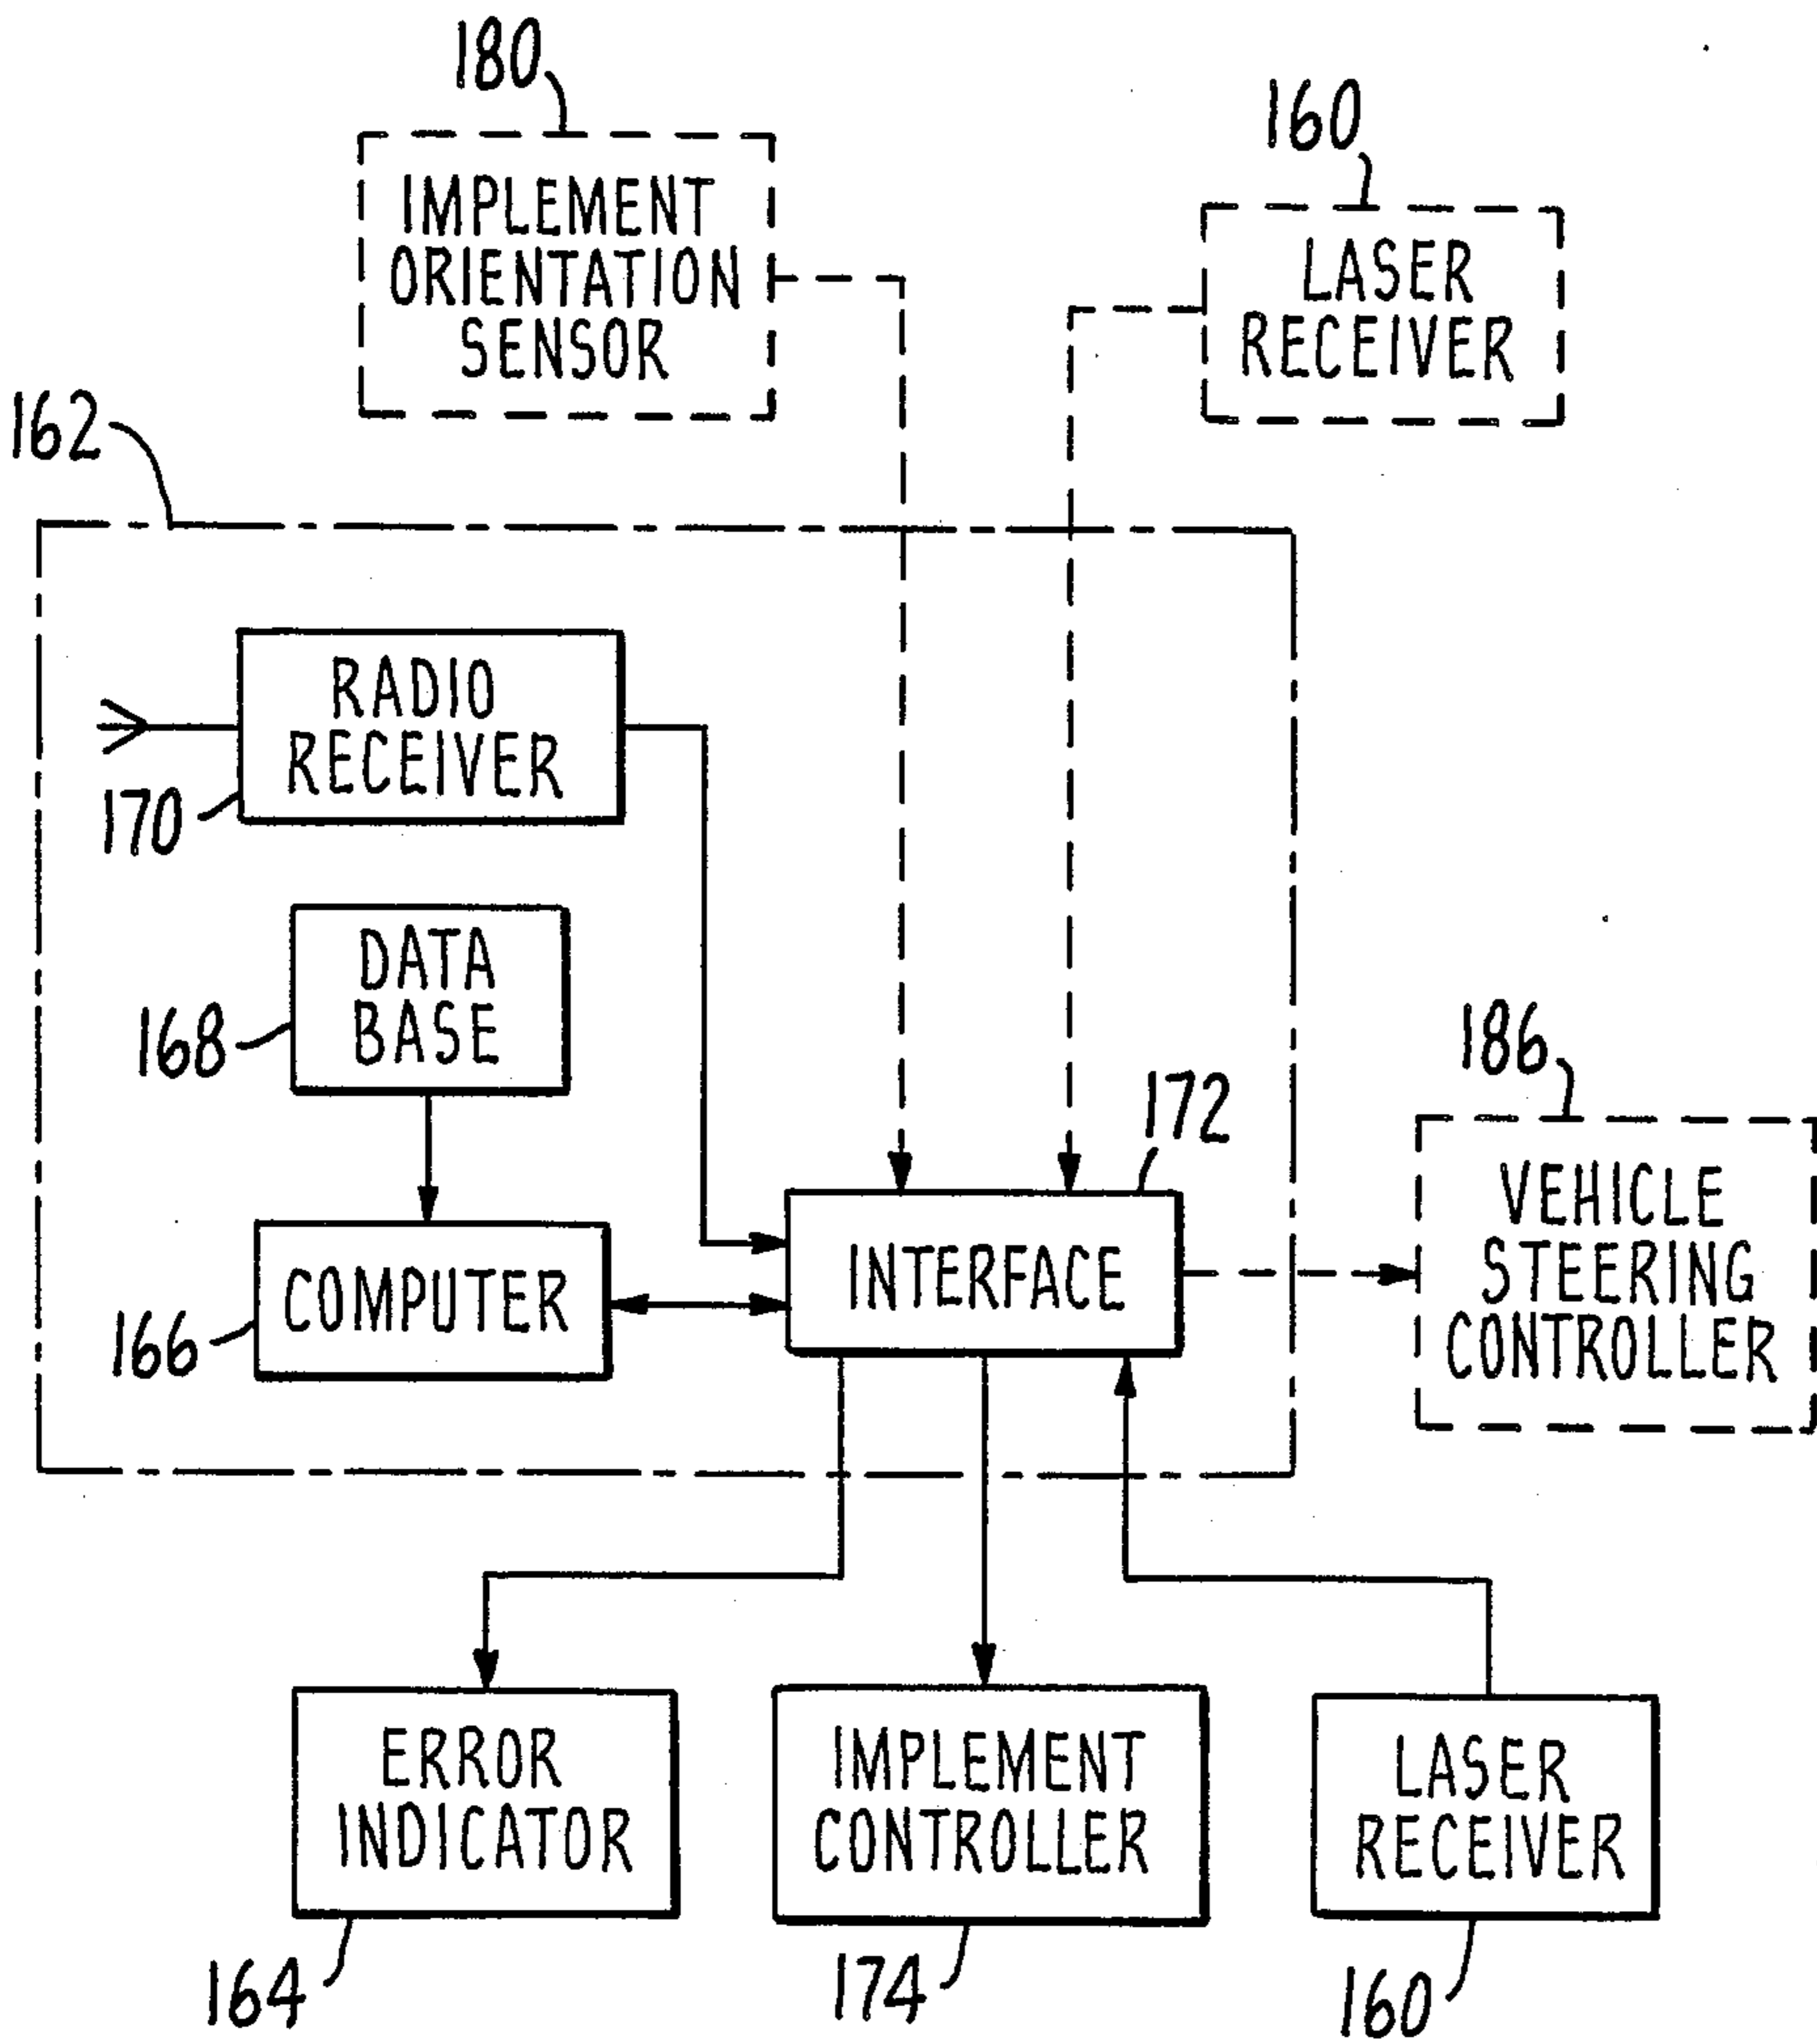 180
IMPLEMENT
ORIENTATION
SENSOR
160
LASER
RECEIVER
162
RADIO
RECEIVER
170
DATA
BASE
168
COMPUTER
166
172
INTERFACE
186
VEHICLE
STEERING
CONTROLLER
ERROR
INDICATOR
164
IMPLEMENT
CONTROLLER
174
LASER
RECEIVER
160